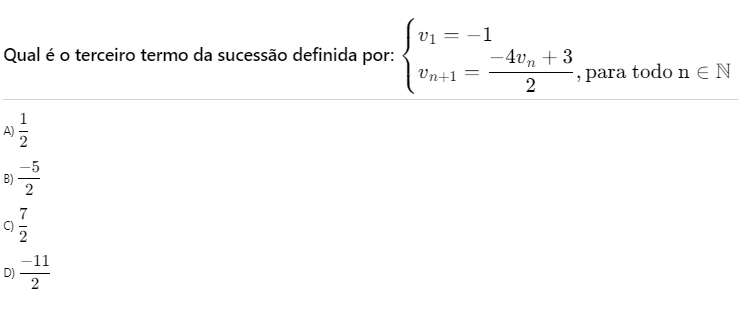 Qual é o terceiro termo da sucessão definida por: $\begin{cases} v_1 = -1 \\ v_{n+1} = \dfrac{-4v_n + 3}{2}, \text{para todo n} \in \mathbb{N} \end{cases}$
A) $\frac{1}{2}$
B) $\frac{-5}{2}$
C) $\frac{7}{2}$
D) $\frac{-11}{2}$